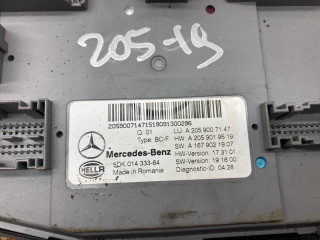 205-19
20590071471518091300296
Q: 01
LU: A 205 900 71 47
Type: BC-F
HW: A 205 901 95 19
Mercedes-Benz
SW: A 167 902 19 07
5DK 014 333-64
HW-Version: 17 31 01
HELLA
Made in Romania
SW-Version: 19 16 00
Diagnostic-ID: 04 28